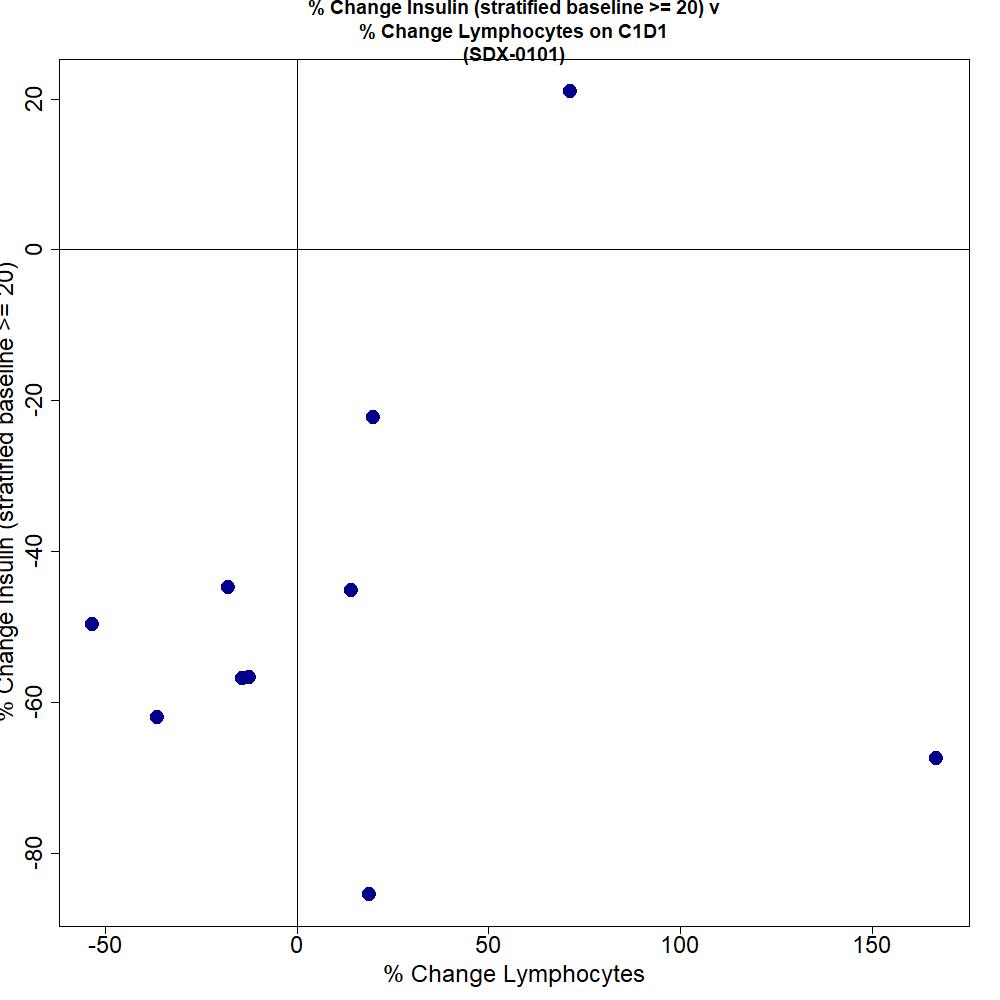 % Change Insulin (stratified baseline >= 20) v
% Change Lymphocytes on C1D1
(SDX-0101)
% Change Insulin (stratified baseline >= 20)
20
0
-20
-40
-60
-80
-50
0
50
100
150
% Change Lymphocytes